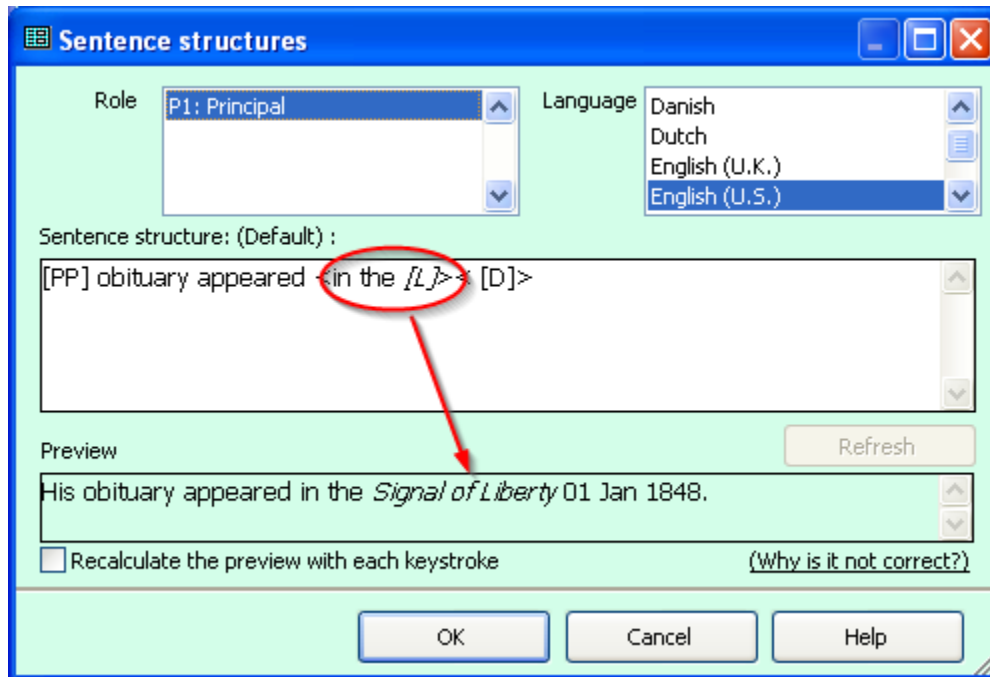 Sentence structures
Role P1: Principal Language Danish
Dutch
English (U.K.)
English (U.S.)
Sentence structure: (Default) :
[PP] obituary appeared <in the [L]>< [D]>
Preview Refresh
His obituary appeared in the Signal of Liberty 01 Jan 1848.
Recalculate the preview with each keystroke (Why is it not correct?)
OK Cancel Help